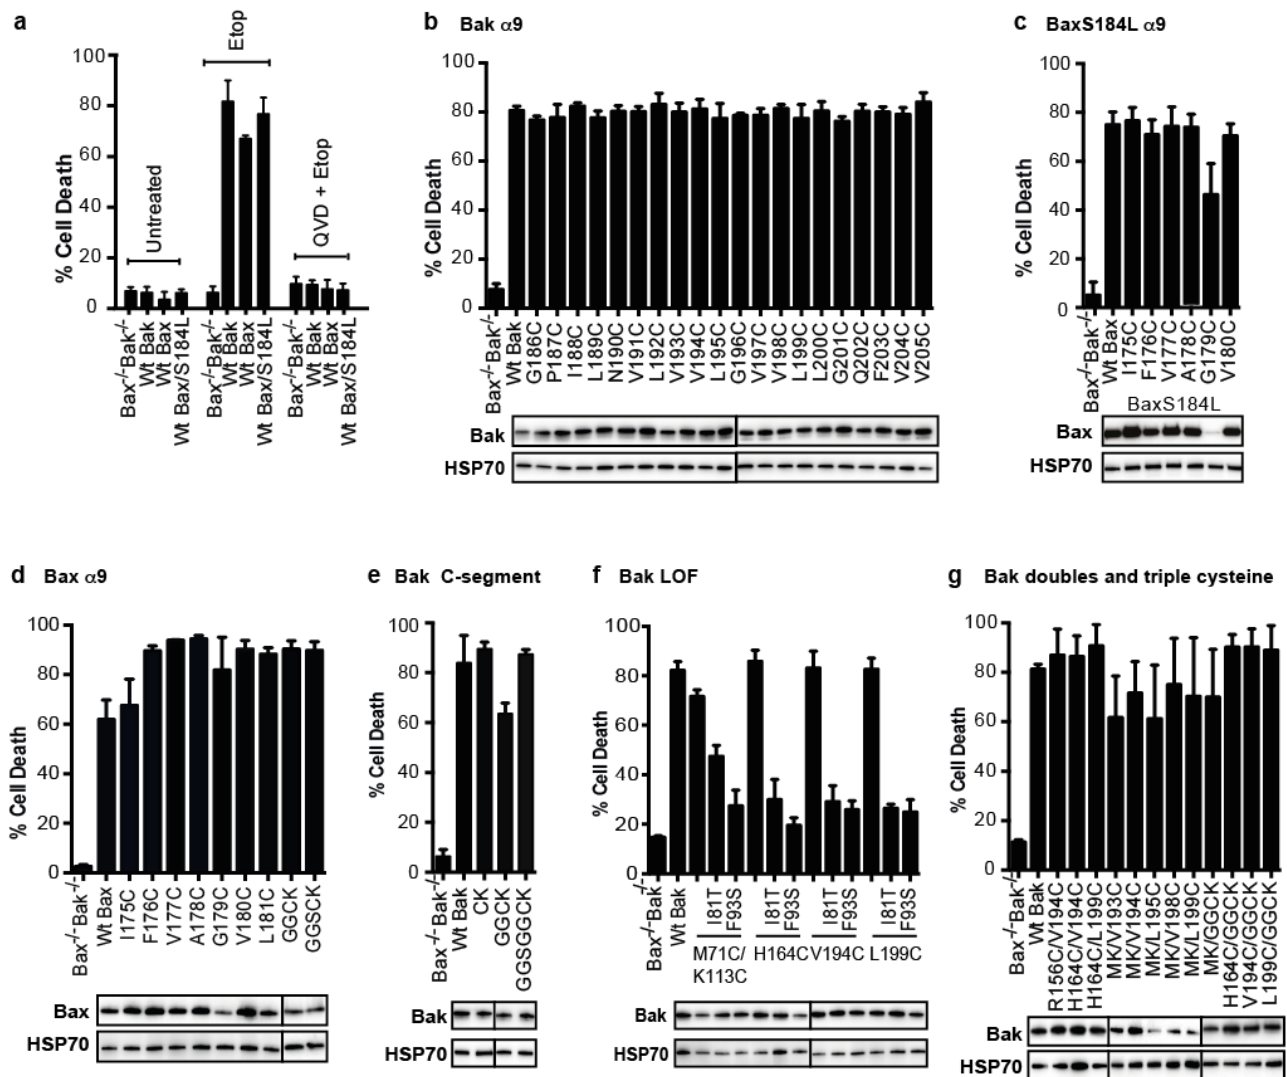 a
% Cell Death
100
80
60
40
20
0
Untreated
Etop
QVD + Etop
Bax-/-Bak-/-
Wt Bak
Wt Bax
Wt Bax/S184L
Bax-/-Bak-/-
Wt Bak
Wt Bax
Wt Bax/S184L
Bax-/-Bak-/-
Wt Bak
Wt Bax
Wt Bax/S184L
b Bak α9
% Cell Death
100
80
60
40
20
0
Bax-/-Bak-/-
Wt Bak
G186C
P187C
I188C
L189C
N190C
V191C
L192C
V193C
V194C
L195C
G196C
V197C
V198C
L199C
L200C
G201C
Q202C
F203C
V204C
V205C
Bak
HSP70
c BaxS184L α9
% Cell Death
100
80
60
40
20
0
Bax-/-Bak-/-
Wt Bax
I175C
F176C
V177C
A178C
G179C
V180C
BaxS184L
Bax
HSP70
d Bax α9
% Cell Death
100
80
60
40
20
0
Bax-/-Bak-/-
Wt Bax
I175C
F176C
V177C
A178C
G179C
V180C
L181C
GGCK
GGSCK
Bax
HSP70
e Bak C-segment
% Cell Death
100
80
60
40
20
0
Bax-/-Bak-/-
Wt Bak
CK
GGCK
GGSGGCK
Bak
HSP70
f Bak LOF
% Cell Death
100
80
60
40
20
0
Bax-/-Bak-/-
Wt Bak
I81T
F93S
I81T
F93S
I81T
F93S
I81T
F93S
M71C/
K113C
H164C
V194C
L199C
Bak
HSP70
g Bak doubles and triple cysteine
% Cell Death
100
80
60
40
20
0
Bax-/-Bak-/-
Wt Bak
R156C/V194C
H164C/V194C
H164C/L199C
MK/V193C
MK/V194C
MK/L195C
MK/V198C
MK/L199C
MK/GGCK
H164C/GGCK
V194C/GGCK
L199C/GGCK
Bak
HSP70